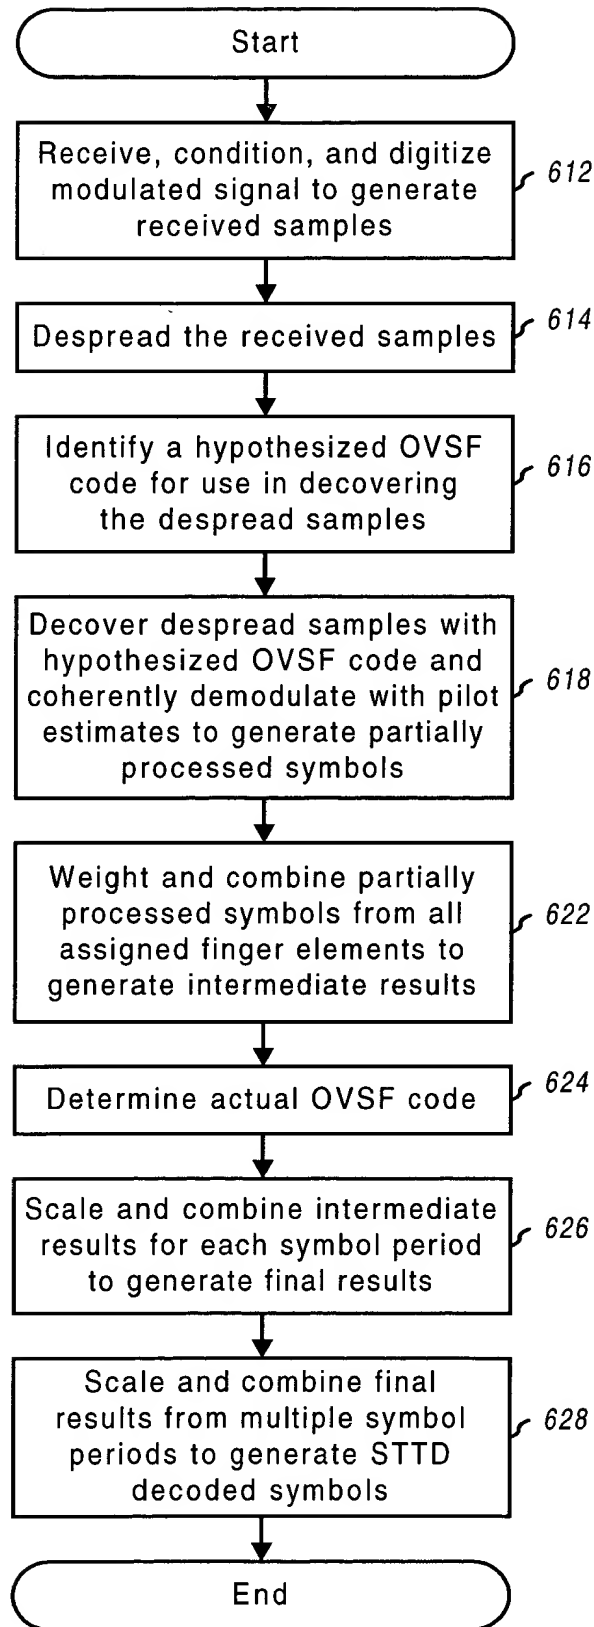 Start
Receive, condition, and digitize
modulated signal to generate
received samples
612
Despread the received samples
614
Identify a hypothesized OVSF
code for use in decovering
the despread samples
616
Decover despread samples with
hypothesized OVSF code and
coherently demodulate with pilot
estimates to generate partially
processed symbols
618
Weight and combine partially
processed symbols from all
assigned finger elements to
generate intermediate results
622
Determine actual OVSF code
624
Scale and combine intermediate
results for each symbol period
to generate final results
626
Scale and combine final
results from multiple symbol
periods to generate STTD
decoded symbols
628
End